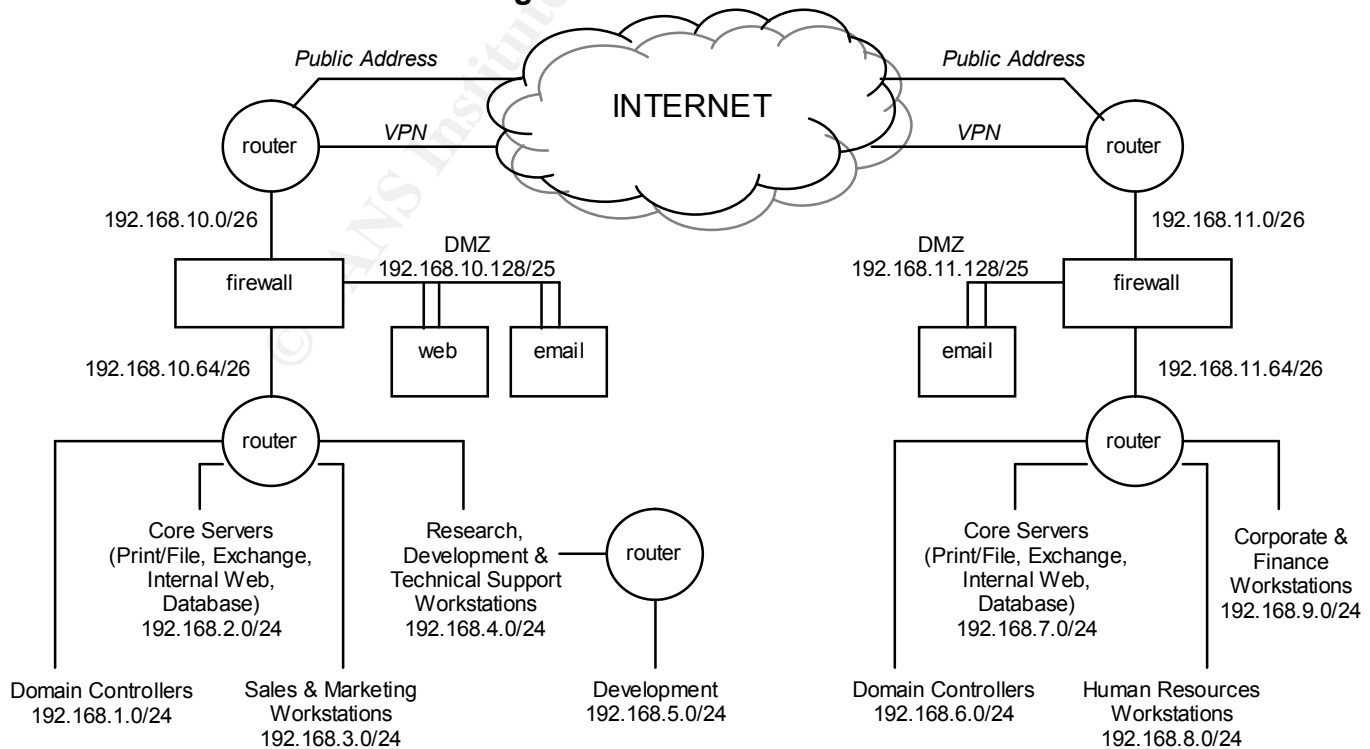 Public Address
Public Address
INTERNET
router
VPN
VPN
router
192.168.10.0/26
192.168.11.0/26
DMZ
192.168.10.128/25
DMZ
192.168.11.128/25
firewall
firewall
web
email
email
192.168.10.64/26
192.168.11.64/26
router
router
Core Servers
(Print/File, Exchange,
Internal Web,
Database)
192.168.2.0/24
Research,
Development &
Technical Support
Workstations
192.168.4.0/24
router
Core Servers
(Print/File, Exchange,
Internal Web,
Database)
192.168.7.0/24
Corporate &
Finance
Workstations
192.168.9.0/24
Domain Controllers
192.168.1.0/24
Sales & Marketing
Workstations
192.168.3.0/24
Development
192.168.5.0/24
Domain Controllers
192.168.6.0/24
Human Resources
Workstations
192.168.8.0/24